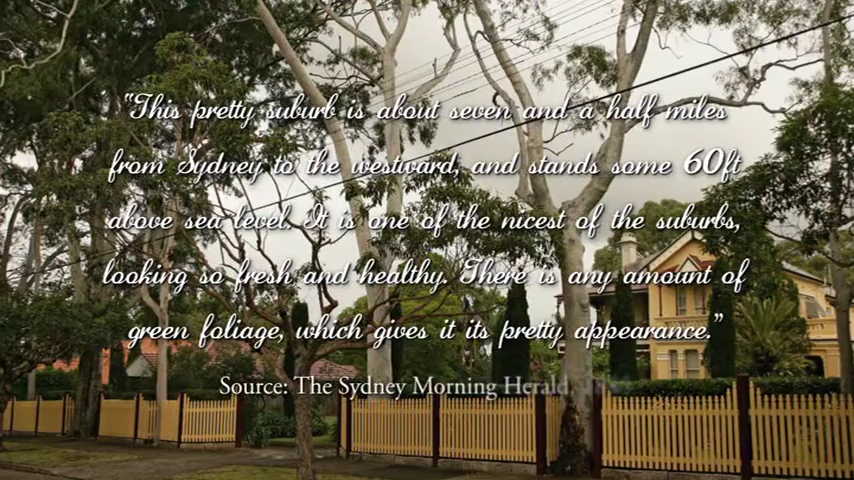 "This pretty suburb is about seven and a half miles
from Sydney to the westward, and stands some 60ft
above sea level. It is one of the nicest of the suburbs,
looking so fresh and healthy. There is any amount of
green foliage, which gives it its pretty appearance."
Source: The Sydney Morning Herald,